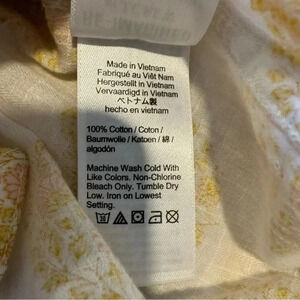 Made in Vietnam
Fabriqué au Việt Nam
Hergestellt in Vietnam
Vervaardigd in Vietnam
ベトナム製
hecho en vietnam
100% Cotton / Coton /
Baumwolle / Katoen / 綿 /
algodón
Machine Wash Cold With
Like Colors. Non-Chlorine
Bleach Only. Tumble Dry
Low. Iron on Lowest
Setting.